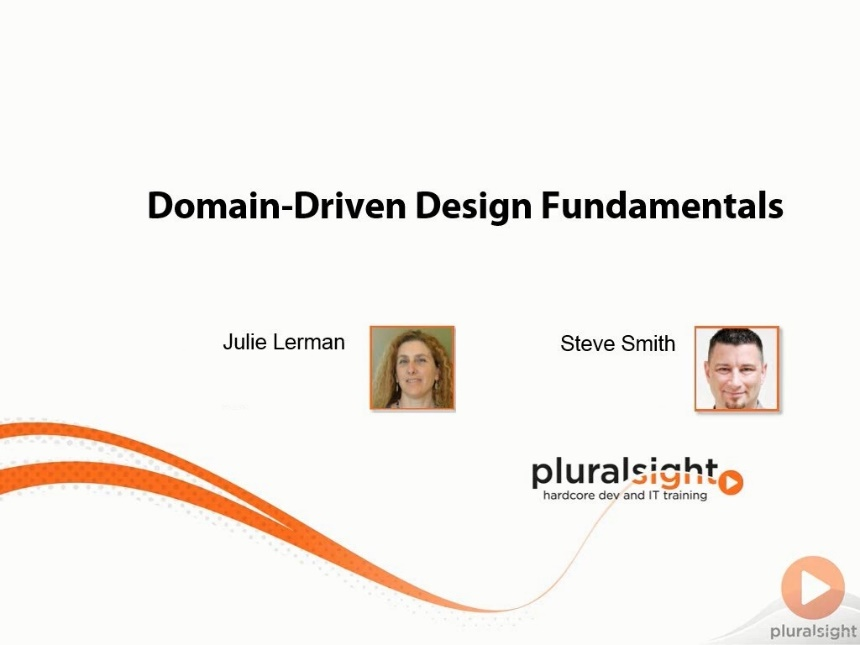 Domain-Driven Design Fundamentals
Julie Lerman
Steve Smith
pluralsight
hardcore dev and IT training
pluralsight